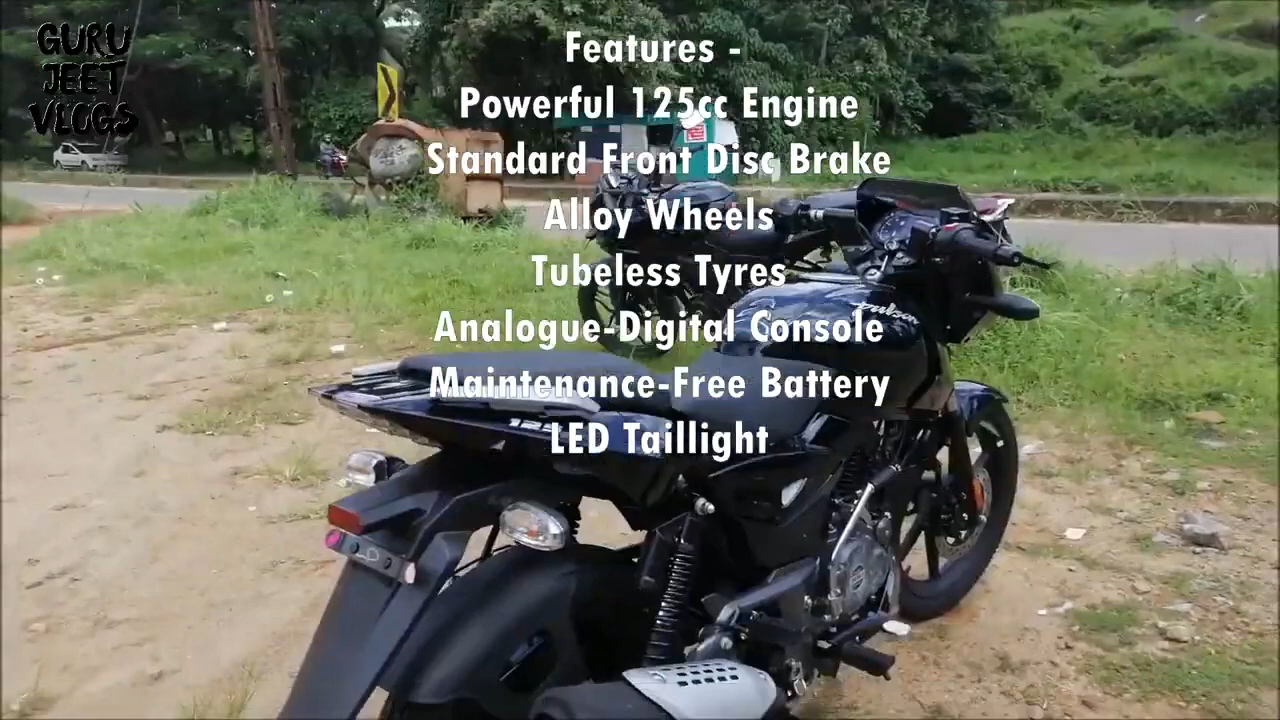 GURU
JEET
VLOGS
Features -
Powerful 125cc Engine
Standard Front Disc Brake
Alloy Wheels
Tubeless Tyres
Analogue-Digital Console
Maintenance-Free Battery
LED Taillight
pulsar
125